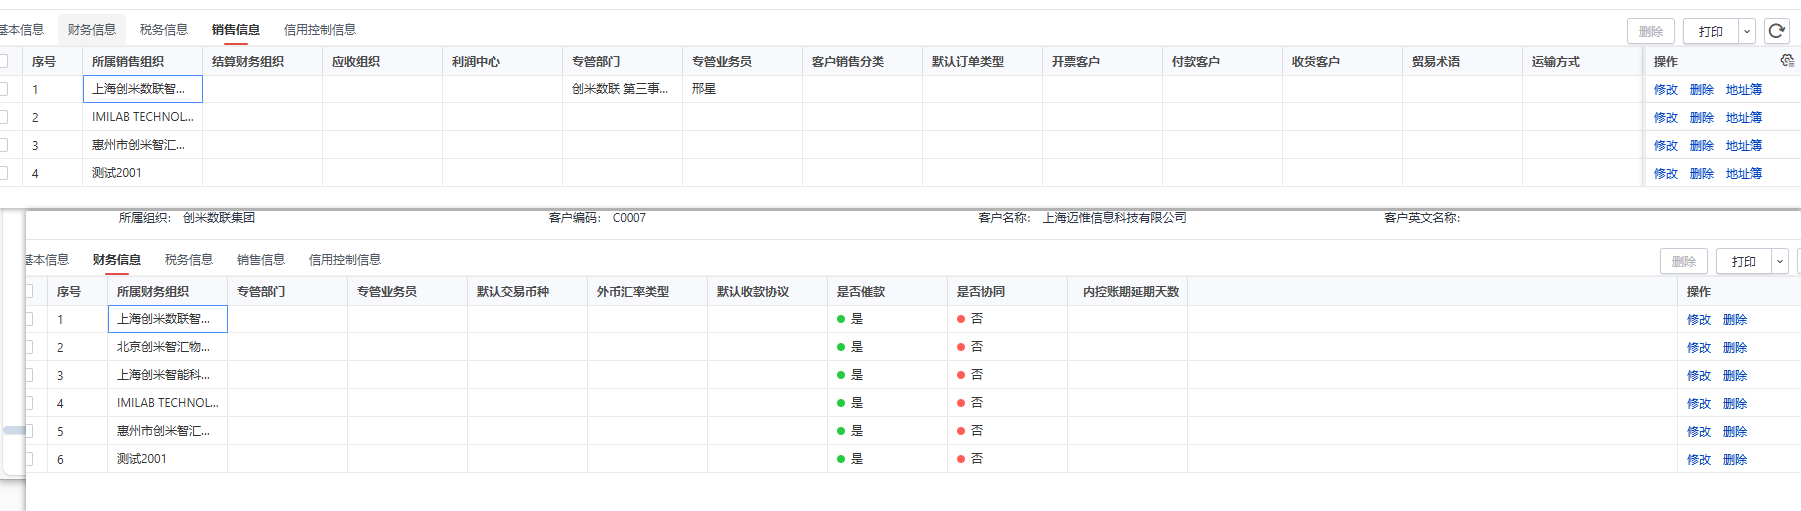 基本信息 财务信息 税务信息 销售信息 信用控制信息 删除 打印
序号 所属销售组织 结算财务组织 应收组织 利润中心 专管部门 专管业务员 客户销售分类 默认订单类型 开票客户 付款客户 收货客户 贸易术语 运输方式 操作
1 上海创米数联智... 创米数联 第三事... 邢星 修改 删除 地址簿
2 IMILAB TECHNOL... 修改 删除 地址簿
3 惠州市创米智汇... 修改 删除 地址簿
4 测试2001 修改 删除 地址簿
所属组织: 创米数联集团 客户编码: C0007 客户名称: 上海迈惟信息科技有限公司 客户英文名称:
基本信息 财务信息 税务信息 销售信息 信用控制信息 删除 打印
序号 所属财务组织 专管部门 专管业务员 默认交易币种 外币汇率类型 默认收款协议 是否催款 是否协同 内控账期延期天数 操作
1 上海创米数联智... 是 否 修改 删除
2 北京创米智汇物... 是 否 修改 删除
3 上海创米智能科... 是 否 修改 删除
4 IMILAB TECHNOL... 是 否 修改 删除
5 惠州市创米智汇... 是 否 修改 删除
6 测试2001 是 否 修改 删除